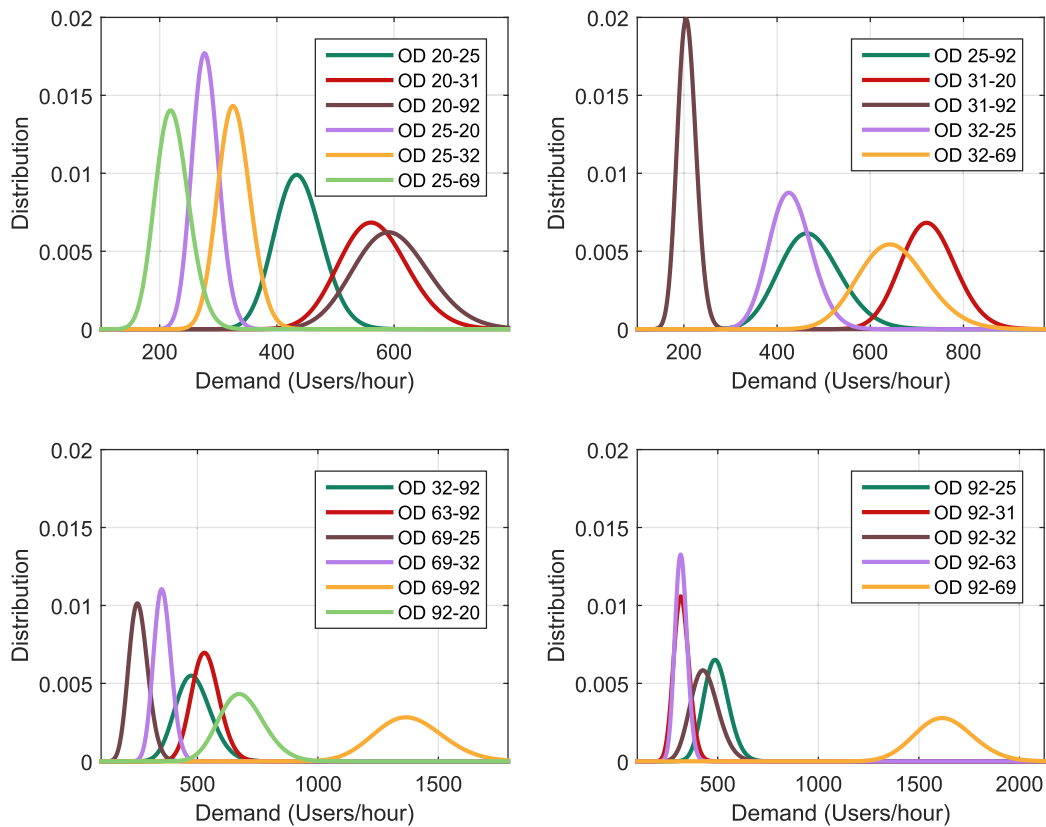 0.02
0.015
0.01
0.005
0
Distribution
OD 20-25
OD 20-31
OD 20-92
OD 25-20
OD 25-32
OD 25-69
200
400
600
Demand (Users/hour)
0.02
0.015
0.01
0.005
0
Distribution
OD 25-92
OD 31-20
OD 31-92
OD 32-25
OD 32-69
200
400
600
800
Demand (Users/hour)
0.02
0.015
0.01
0.005
0
Distribution
OD 32-92
OD 63-92
OD 69-25
OD 69-32
OD 69-92
OD 92-20
500
1000
1500
Demand (Users/hour)
0.02
0.015
0.01
0.005
0
Distribution
OD 92-25
OD 92-31
OD 92-32
OD 92-63
OD 92-69
500
1000
1500
2000
Demand (Users/hour)